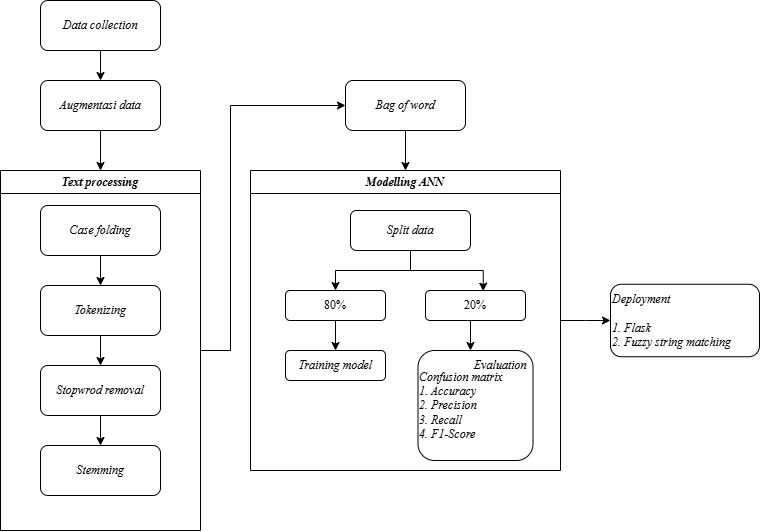 Data collection
Augmentasi data
Text processing
Case folding
Tokenizing
Stopwrod removal
Stemming
Bag of word
Modelling ANN
Split data
80%
20%
Training model
Evaluation
Confusion matrix
1. Accuracy
2. Precision
3. Recall
4. F1-Score
Deployment
1. Flask
2. Fuzzy string matching